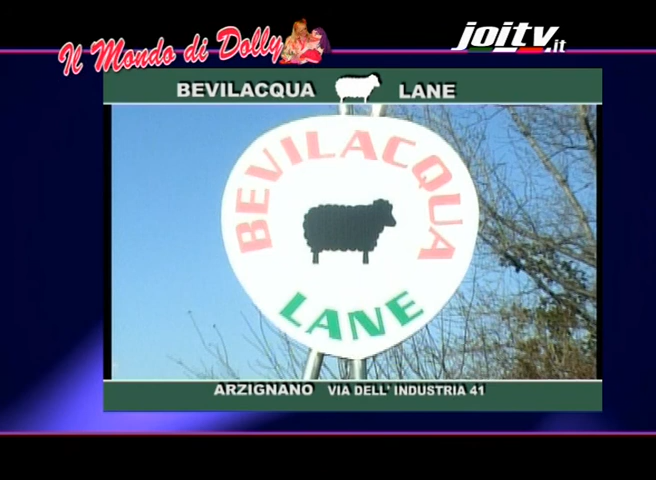 Il Mondo di Dolly
joitv.it
BEVILACQUA LANE
BEVILACQUA
LANE
ARZIGNANO VIA DELL' INDUSTRIA 41